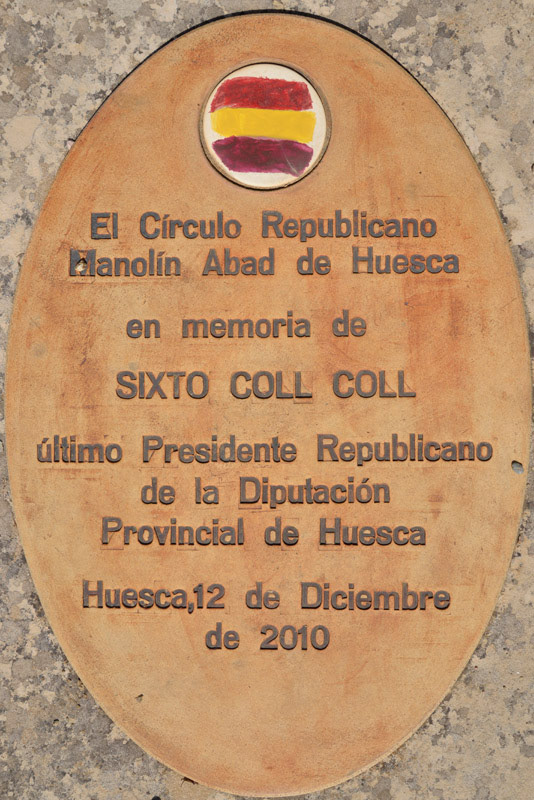 El Círculo Republicano
Manolín Abad de Huesca
en memoria de
SIXTO COLL COLL
último Presidente Republicano
de la Diputación
Provincial de Huesca
Huesca,12 de Diciembre
de 2010